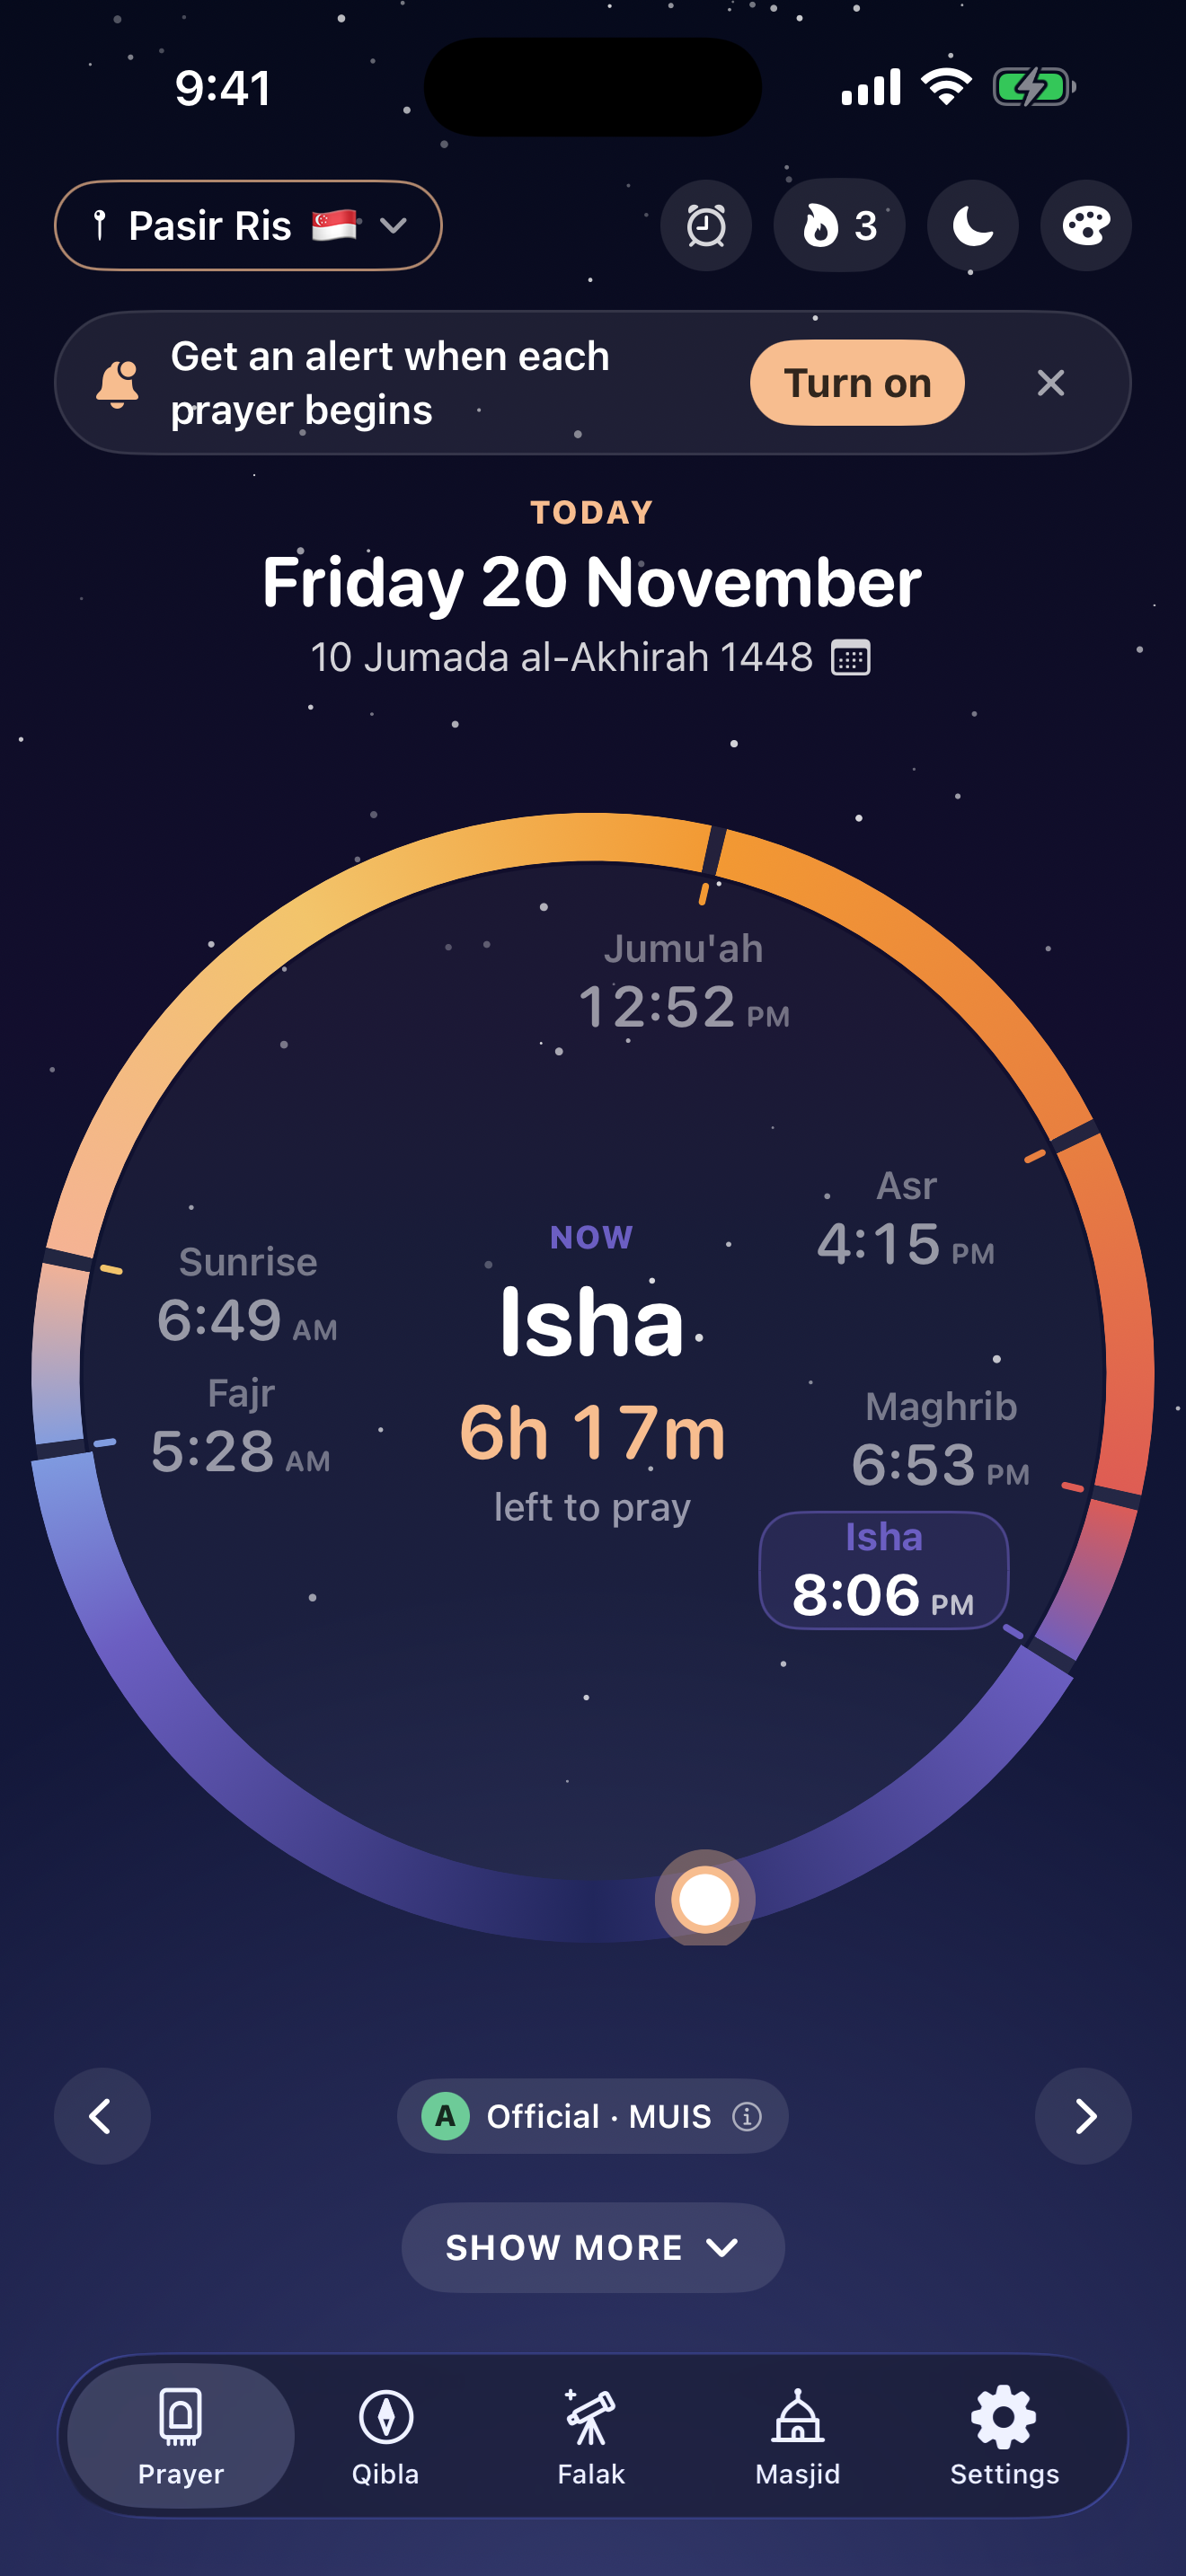 9:41
Pasir Ris 🇸🇬
3
Get an alert when each
prayer begins
Turn on
TODAY
Friday 20 November
10 Jumada al-Akhirah 1448
Jumu'ah
12:52 PM
Asr
4:15 PM
Sunrise
6:49 AM
NOW
Isha
6h 17m
left to pray
Fajr
5:28 AM
Maghrib
6:53 PM
Isha
8:06 PM
A Official · MUIS
SHOW MORE
Prayer
Qibla
Falak
Masjid
Settings